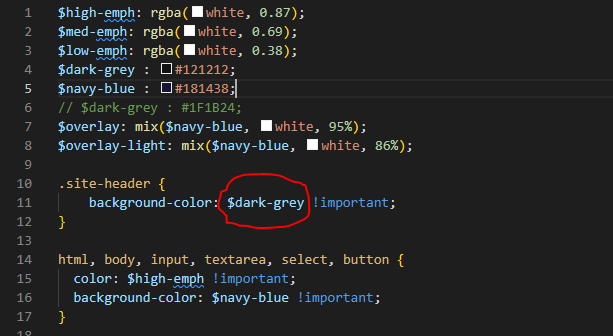 1 $high-emph: rgba(white, 0.87);
2 $med-emph: rgba(white, 0.69);
3 $low-emph: rgba(white, 0.38);
4 $dark-grey : #121212;
5 $navy-blue : #181438;
6 // $dark-grey : #1F1B24;
7 $overlay: mix($navy-blue, white, 95%);
8 $overlay-light: mix($navy-blue, white, 86%);
9
10 .site-header {
11 background-color: $dark-grey !important;
12 }
13
14 html, body, input, textarea, select, button {
15 color: $high-emph !important;
16 background-color: $navy-blue !important;
17 }